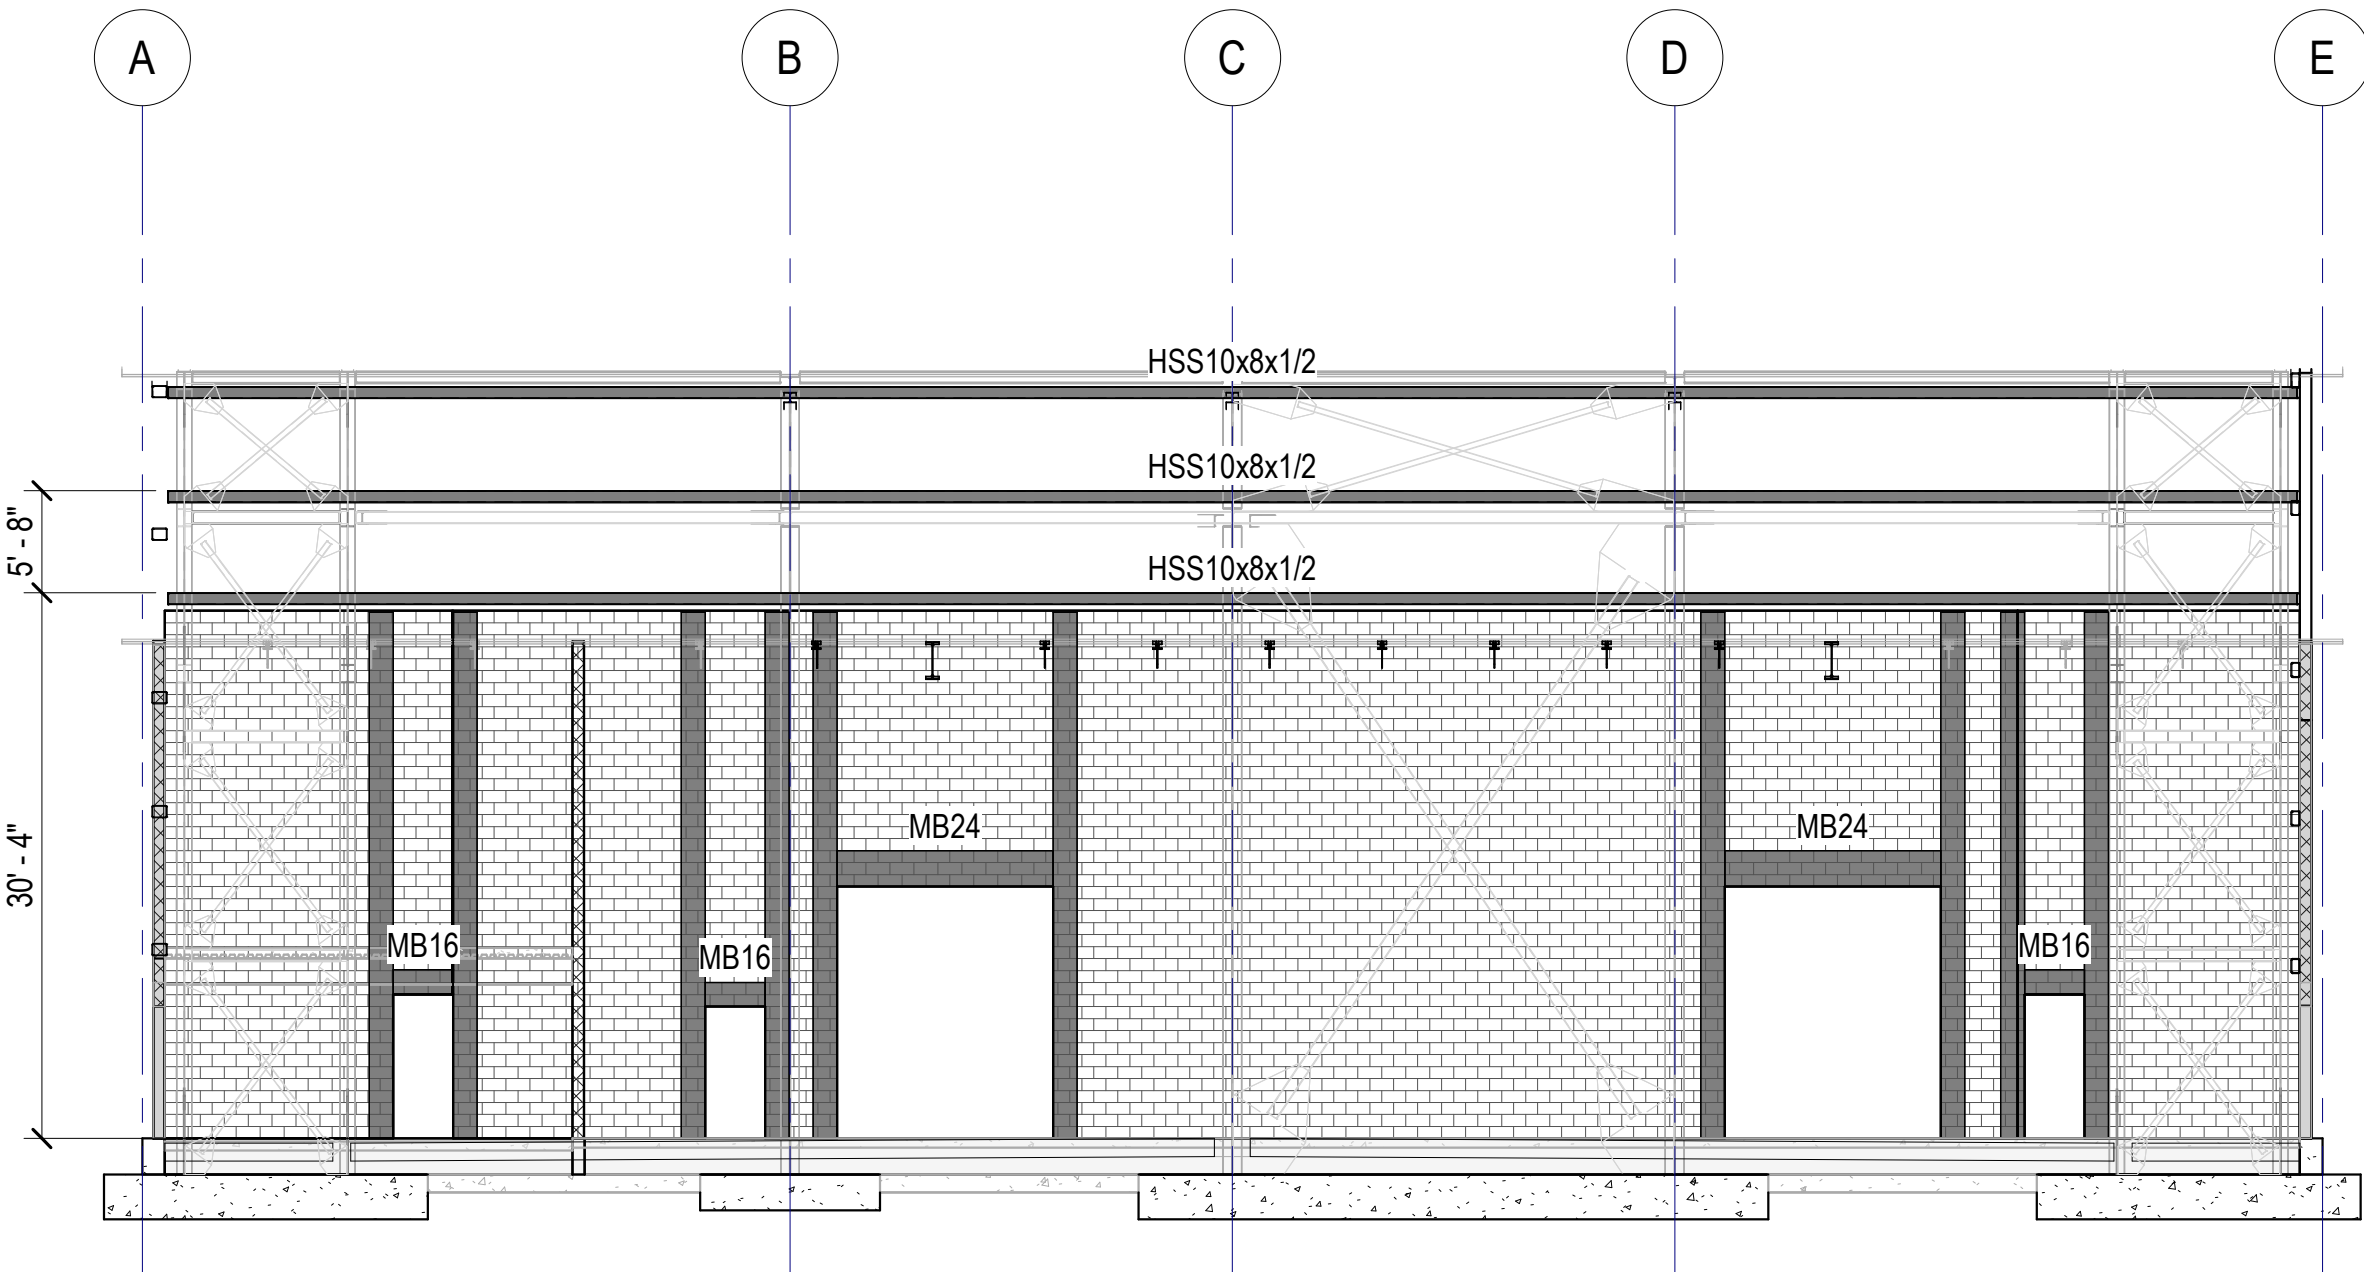 A
B
C
D
E
HSS10x8x1/2
HSS10x8x1/2
5' - 8"
HSS10x8x1/2
30' - 4"
MB24
MB24
MB16
MB16
MB16